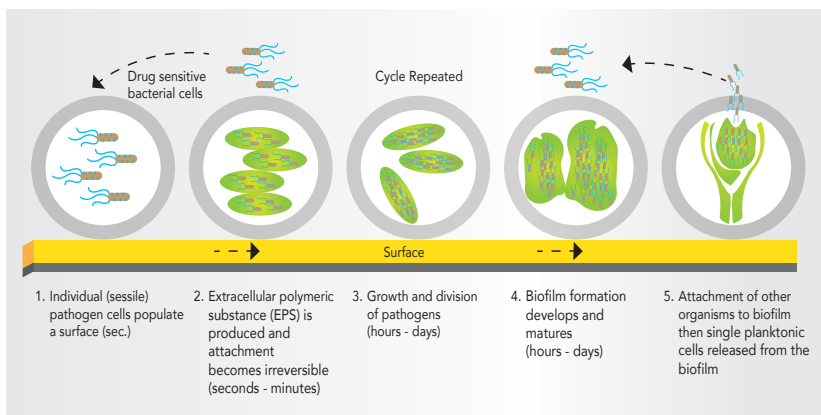 Drug sensitive
bacterial cells
Cycle Repeated
Surface
1. Individual (sessile)
pathogen cells populate
a surface (sec.)
2. Extracellular polymeric
substance (EPS) is
produced and
attachment
becomes irreversible
(seconds - minutes)
3. Growth and division
of pathogens
(hours - days)
4. Biofilm formation
develops and
matures
(hours - days)
5. Attachment of other
organisms to biofilm
then single planktonic
cells released from the
biofilm